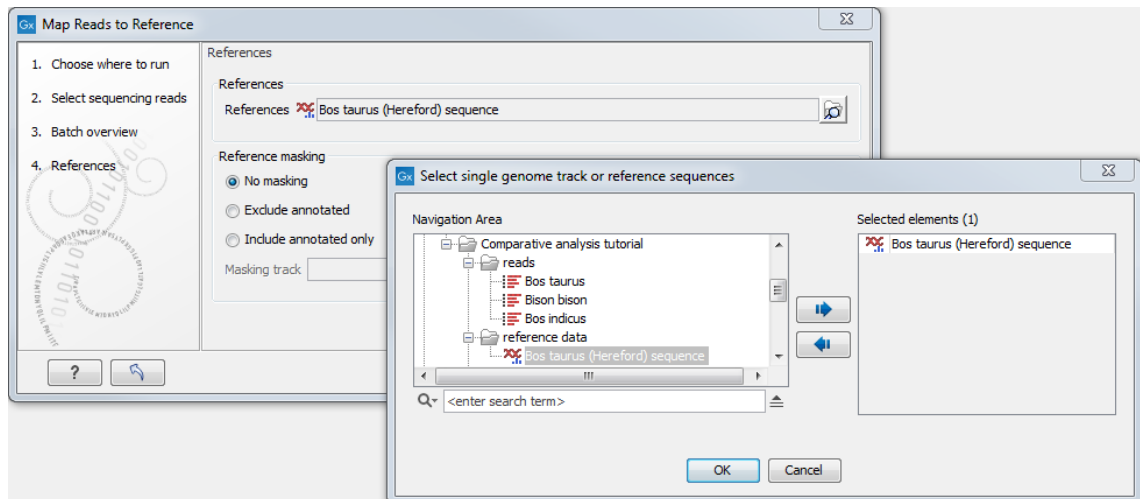 Gx Map Reads to Reference
1. Choose where to run
2. Select sequencing reads
3. Batch overview
4. References
References
References
References Bos taurus (Hereford) sequence
Reference masking
No masking
Exclude annotated
Include annotated only
Masking track
?
Gx Select single genome track or reference sequences
Navigation Area
Comparative analysis tutorial
reads
Bos taurus
Bison bison
Bos indicus
reference data
Bos taurus (Hereford) sequence
<enter search term>
Selected elements (1)
Bos taurus (Hereford) sequence
OK Cancel